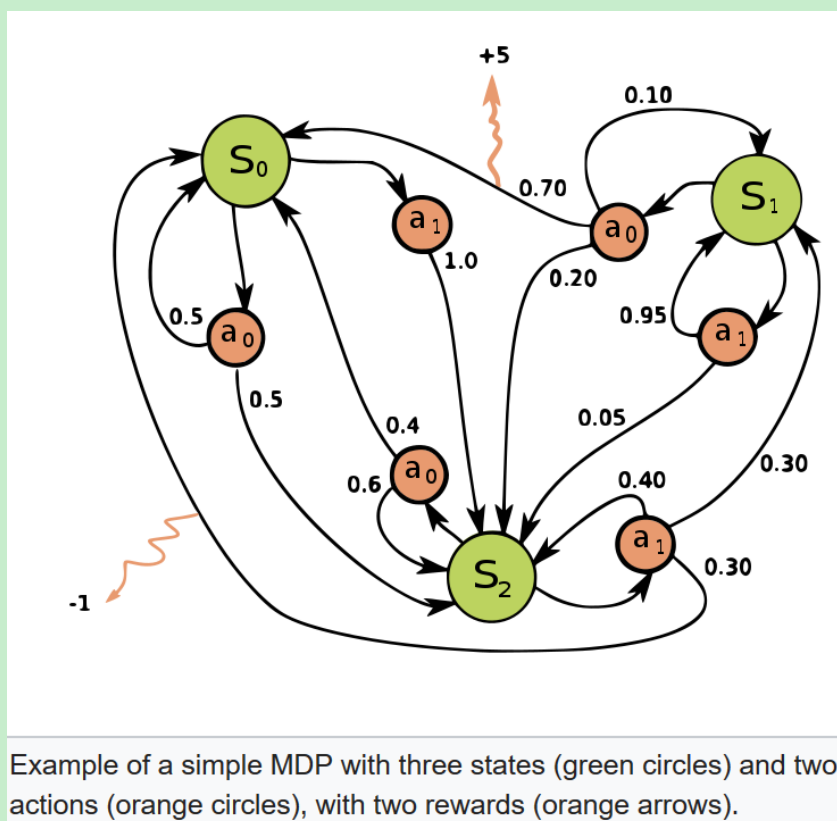 +5
0.10
S0
0.70
S1
a1
a0
1.0
0.20
0.5
a0
0.95
a1
0.5
0.4
0.05
a0
0.6
0.40
0.30
a1
S2
0.30
-1
Example of a simple MDP with three states (green circles) and two
actions (orange circles), with two rewards (orange arrows).